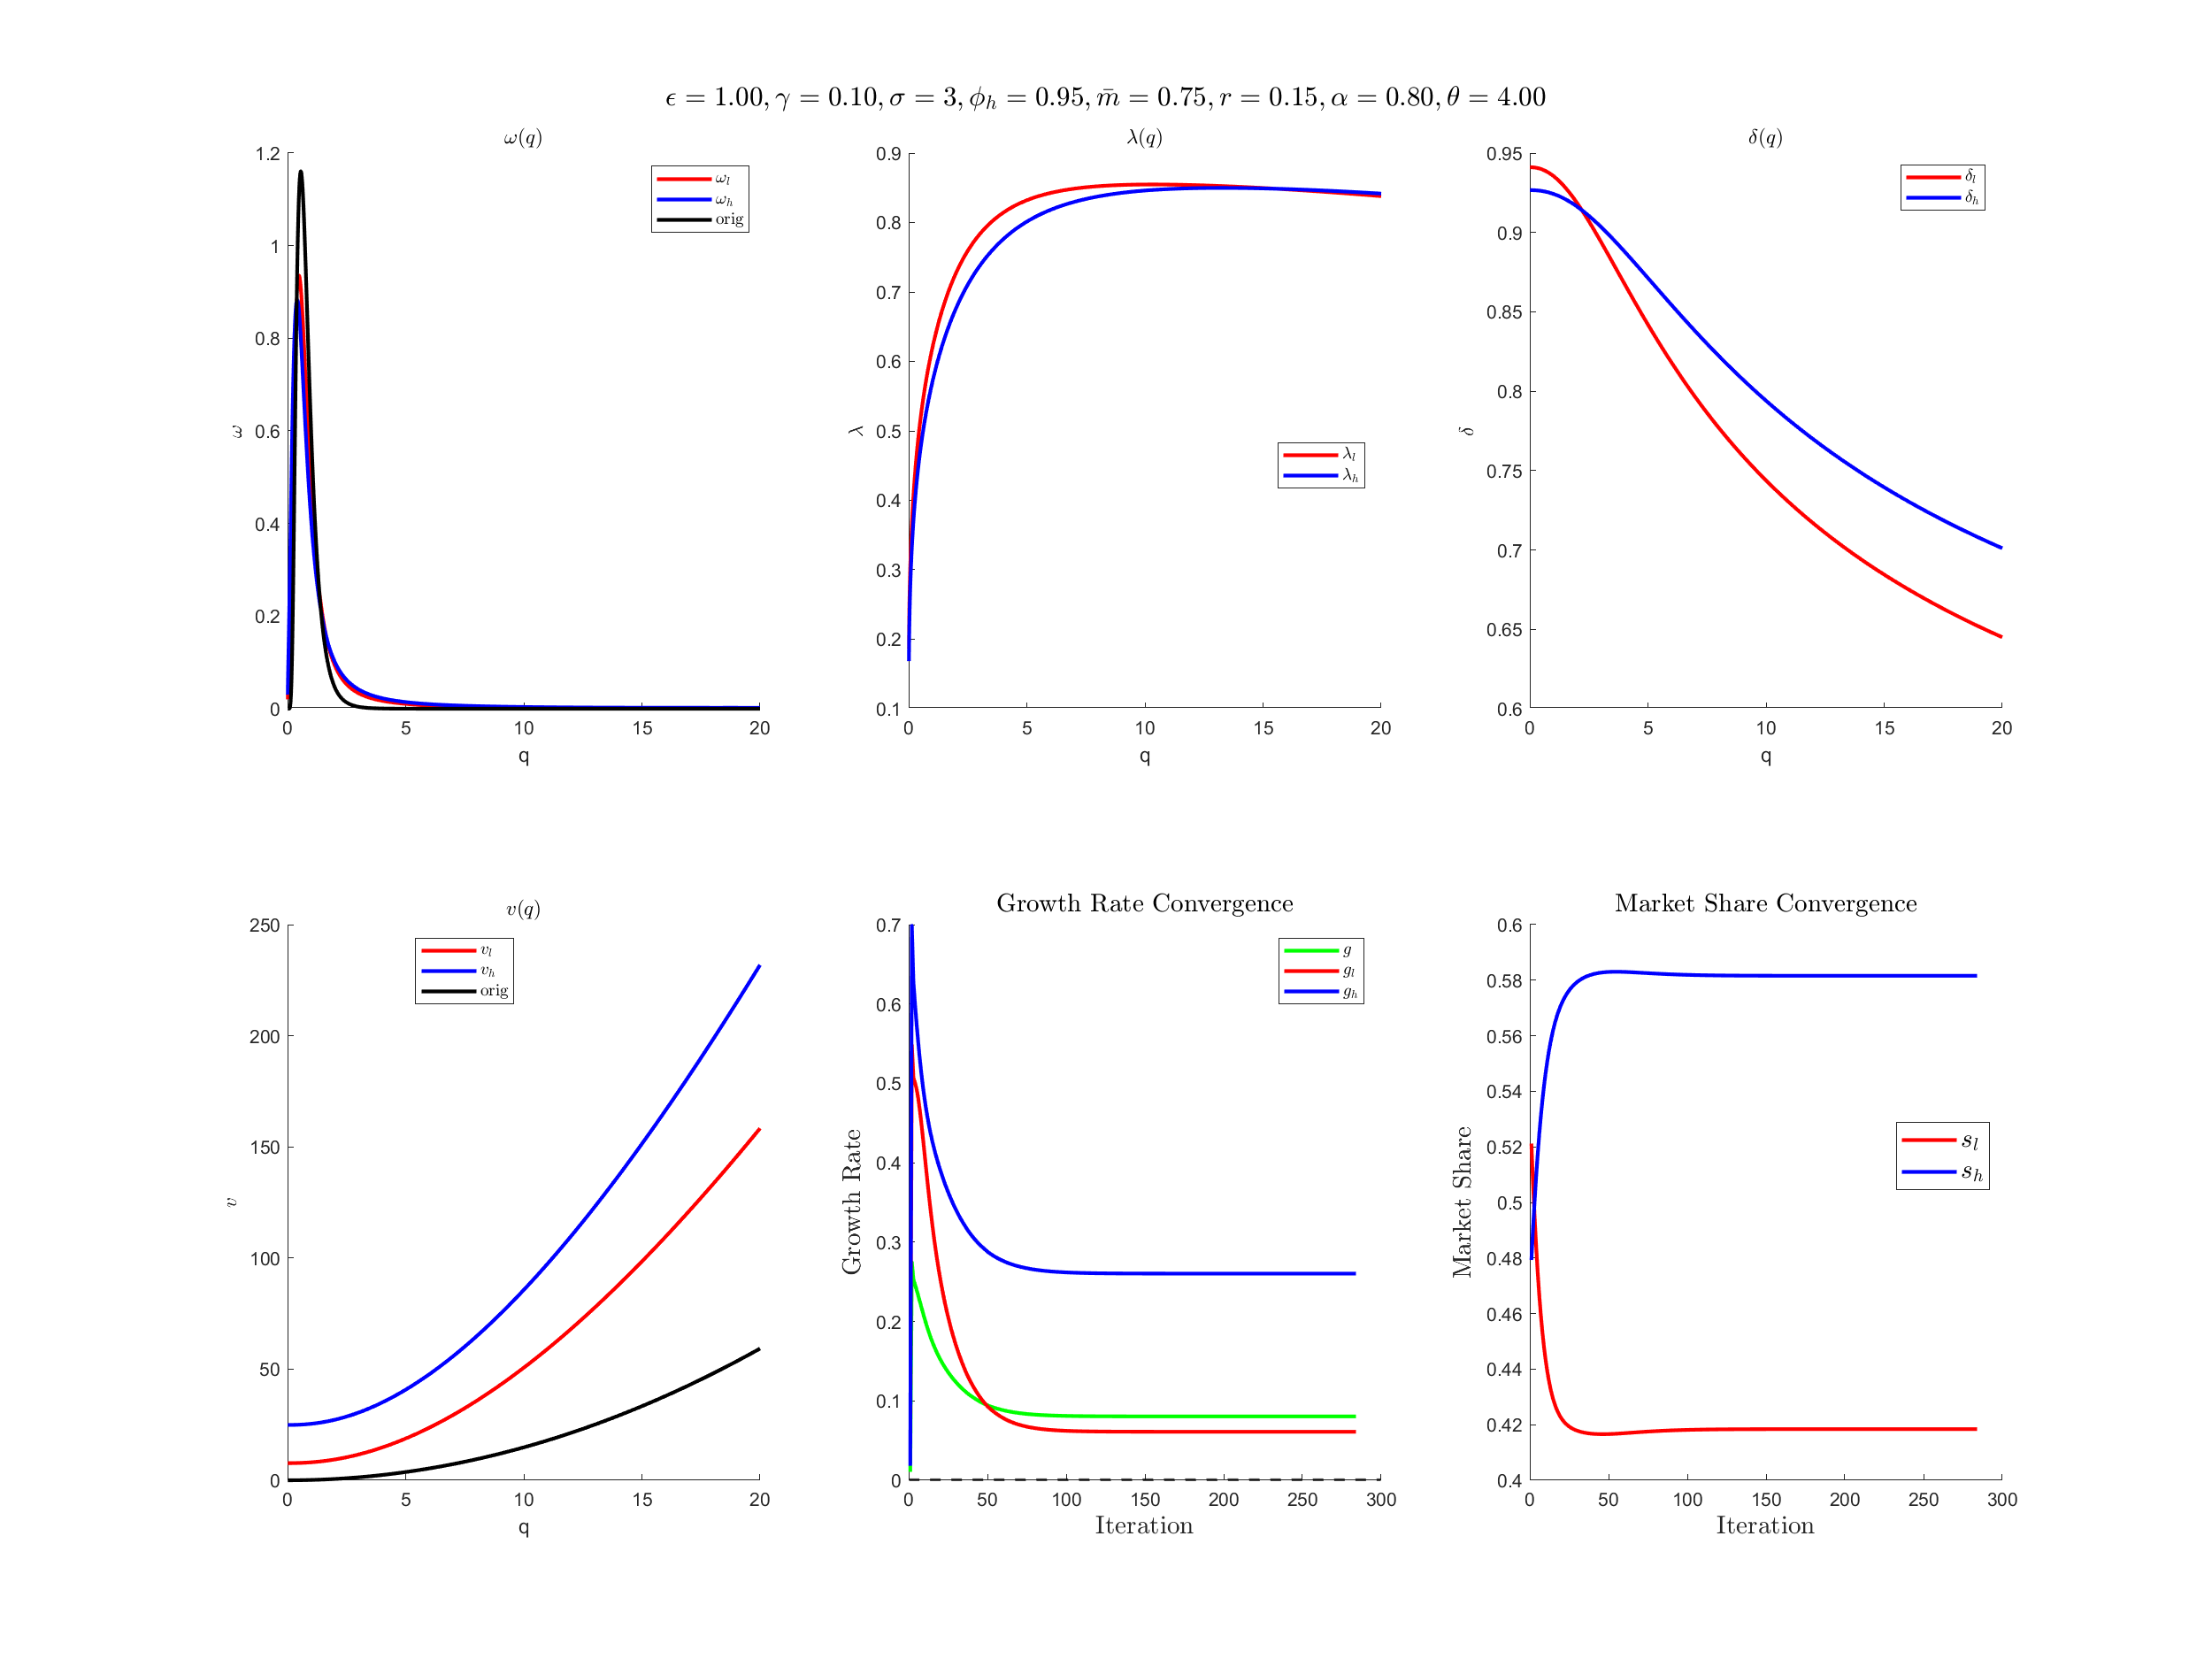 ϵ = 1.00, γ = 0.10, σ = 3, ϕ_h = 0.95, m̄ = 0.75, r = 0.15, α = 0.80, θ = 4.00
ω(q)
1.2
1
0.8
0.6
0.4
0.2
0
0 5 10 15 20
ω
q
ω_l
ω_h
orig
λ(q)
0.9
0.8
0.7
0.6
0.5
0.4
0.3
0.2
0.1
0 5 10 15 20
λ
q
λ_l
λ_h
δ(q)
0.95
0.9
0.85
0.8
0.75
0.7
0.65
0.6
0 5 10 15 20
δ
q
δ_l
δ_h
v(q)
250
200
150
100
50
0
0 5 10 15 20
v
q
v_l
v_h
orig
Growth Rate Convergence
0.7
0.6
0.5
0.4
0.3
0.2
0.1
0
0 50 100 150 200 250 300
Growth Rate
Iteration
g
g_l
g_h
Market Share Convergence
0.6
0.58
0.56
0.54
0.52
0.5
0.48
0.46
0.44
0.42
0.4
0 50 100 150 200 250 300
Market Share
Iteration
s_l
s_h